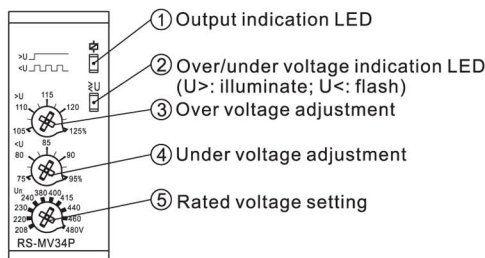 ① Output indication LED
② Over/under voltage indication LED
(U>: illuminate; U<: flash)
③ Over voltage adjustment
④ Under voltage adjustment
⑤ Rated voltage setting
>U
<U
≥U
>U
115
110
120
105
125%
<U
85
80
90
75
95%
Un
380
400
240
415
230
440
220
460
208
480V
RS-MV34P